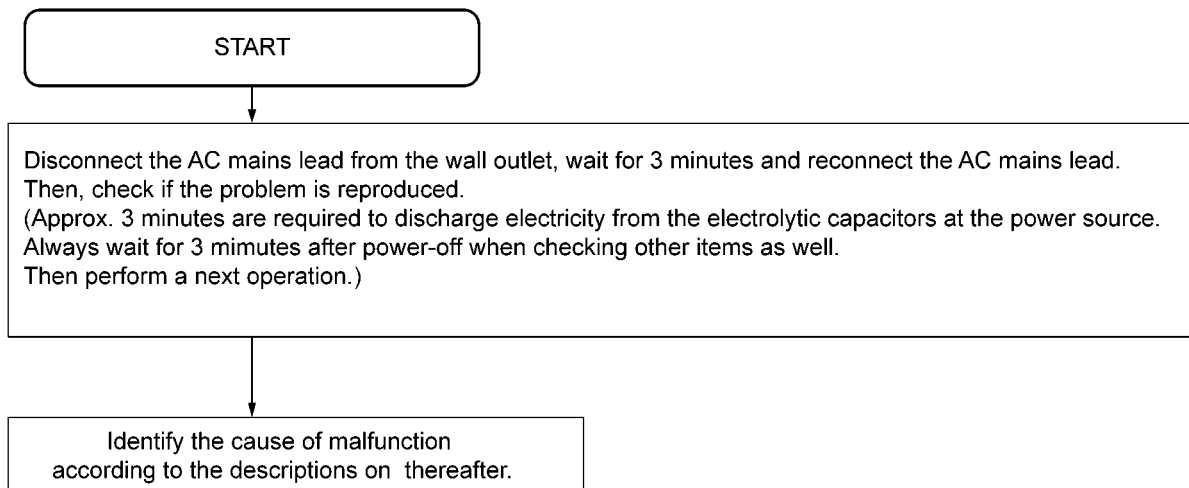 START
Disconnect the AC mains lead from the wall outlet, wait for 3 minutes and reconnect the AC mains lead.
Then, check if the problem is reproduced.
(Approx. 3 minutes are required to discharge electricity from the electrolytic capacitors at the power source.
Always wait for 3 mimutes after power-off when checking other items as well.
Then perform a next operation.)
Identify the cause of malfunction
according to the descriptions on  thereafter.